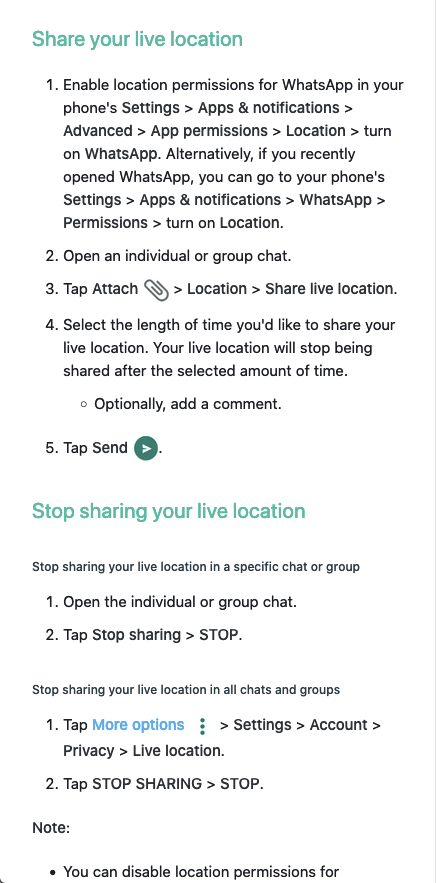 Share your live location
1. Enable location permissions for WhatsApp in your
phone's Settings > Apps & notifications >
Advanced > App permissions > Location > turn
on WhatsApp. Alternatively, if you recently
opened WhatsApp, you can go to your phone's
Settings > Apps & notifications > WhatsApp >
Permissions > turn on Location.
2. Open an individual or group chat.
3. Tap Attach > Location > Share live location.
4. Select the length of time you'd like to share your
live location. Your live location will stop being
shared after the selected amount of time.
Optionally, add a comment.
5. Tap Send .
Stop sharing your live location
Stop sharing your live location in a specific chat or group
1. Open the individual or group chat.
2. Tap Stop sharing > STOP.
Stop sharing your live location in all chats and groups
1. Tap More options > Settings > Account >
Privacy > Live location.
2. Tap STOP SHARING > STOP.
Note:
• You can disable location permissions for